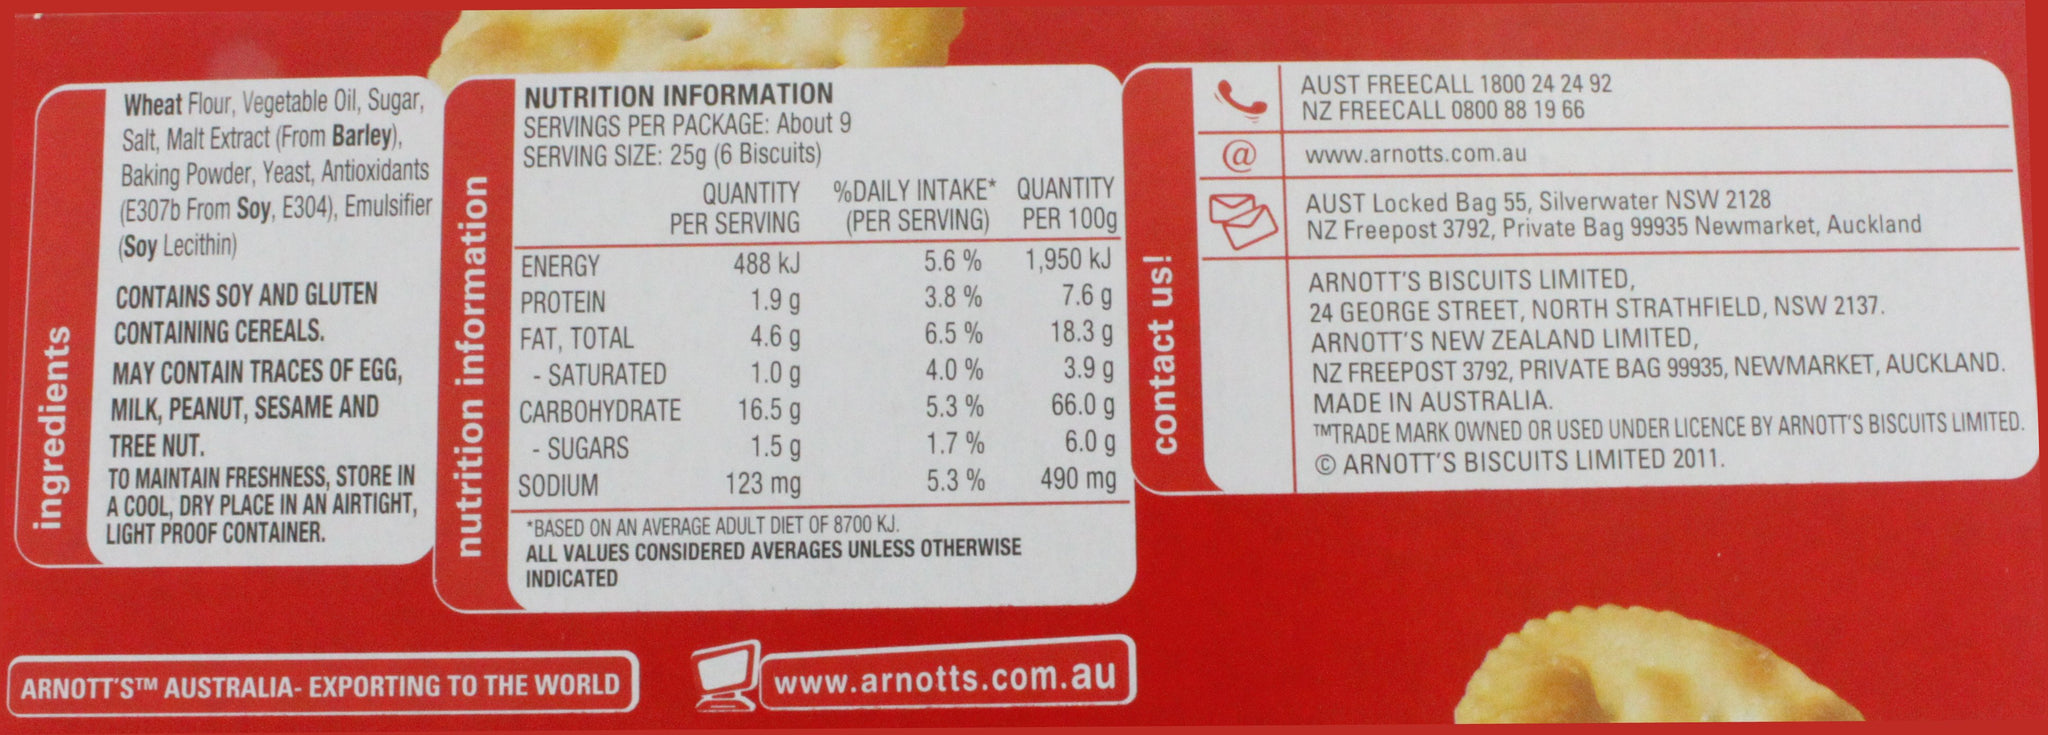 ingredients
Wheat Flour, Vegetable Oil, Sugar,
Salt, Malt Extract (From Barley),
Baking Powder, Yeast, Antioxidants
(E307b From Soy, E304), Emulsifier
(Soy Lecithin)
CONTAINS SOY AND GLUTEN
CONTAINING CEREALS.
MAY CONTAIN TRACES OF EGG,
MILK, PEANUT, SESAME AND
TREE NUT.
TO MAINTAIN FRESHNESS, STORE IN
A COOL, DRY PLACE IN AN AIRTIGHT,
LIGHT PROOF CONTAINER.
nutrition information
NUTRITION INFORMATION
SERVINGS PER PACKAGE: About 9
SERVING SIZE: 25g (6 Biscuits)
QUANTITY %DAILY INTAKE* QUANTITY
PER SERVING (PER SERVING) PER 100g
ENERGY 488 kJ 5.6 % 1,950 kJ
PROTEIN 1.9 g 3.8 % 7.6 g
FAT, TOTAL 4.6 g 6.5 % 18.3 g
- SATURATED 1.0 g 4.0 % 3.9 g
CARBOHYDRATE 16.5 g 5.3 % 66.0 g
- SUGARS 1.5 g 1.7 % 6.0 g
SODIUM 123 mg 5.3 % 490 mg
*BASED ON AN AVERAGE ADULT DIET OF 8700 KJ.
ALL VALUES CONSIDERED AVERAGES UNLESS OTHERWISE
INDICATED
contact us!
AUST FREECALL 1800 24 24 92
NZ FREECALL 0800 88 19 66
@ www.arnotts.com.au
AUST Locked Bag 55, Silverwater NSW 2128
NZ Freepost 3792, Private Bag 99935 Newmarket, Auckland
ARNOTT'S BISCUITS LIMITED,
24 GEORGE STREET, NORTH STRATHFIELD, NSW 2137.
ARNOTT'S NEW ZEALAND LIMITED,
NZ FREEPOST 3792, PRIVATE BAG 99935, NEWMARKET, AUCKLAND.
MADE IN AUSTRALIA.
™TRADE MARK OWNED OR USED UNDER LICENCE BY ARNOTT'S BISCUITS LIMITED.
© ARNOTT'S BISCUITS LIMITED 2011.
ARNOTT'S™ AUSTRALIA- EXPORTING TO THE WORLD
www.arnotts.com.au